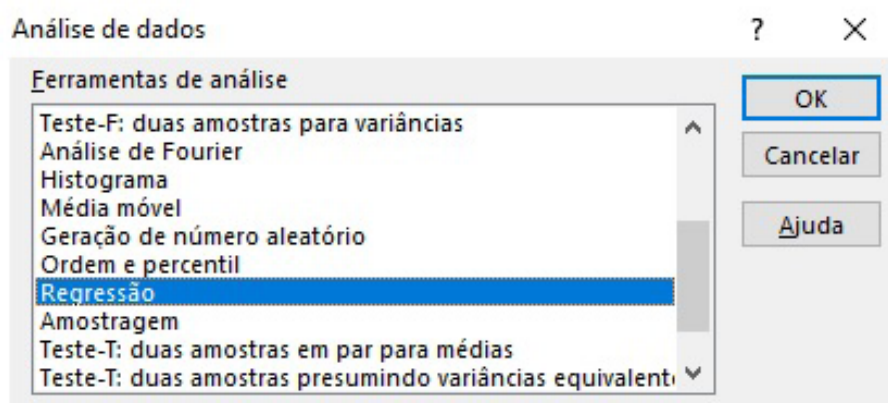 Análise de dados ?
Ferramentas de análise
OK
Teste-F: duas amostras para variâncias
Análise de Fourier
Cancelar
Histograma
Média móvel
Ajuda
Geração de número aleatório
Ordem e percentil
Regressão
Amostragem
Teste-T: duas amostras em par para médias
Teste-T: duas amostras presumindo variâncias equivalent